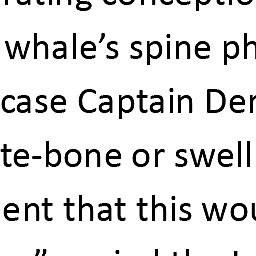 rating conceptio
whale’s spine ph
case Captain Der
te-bone or swell
ent that this wou